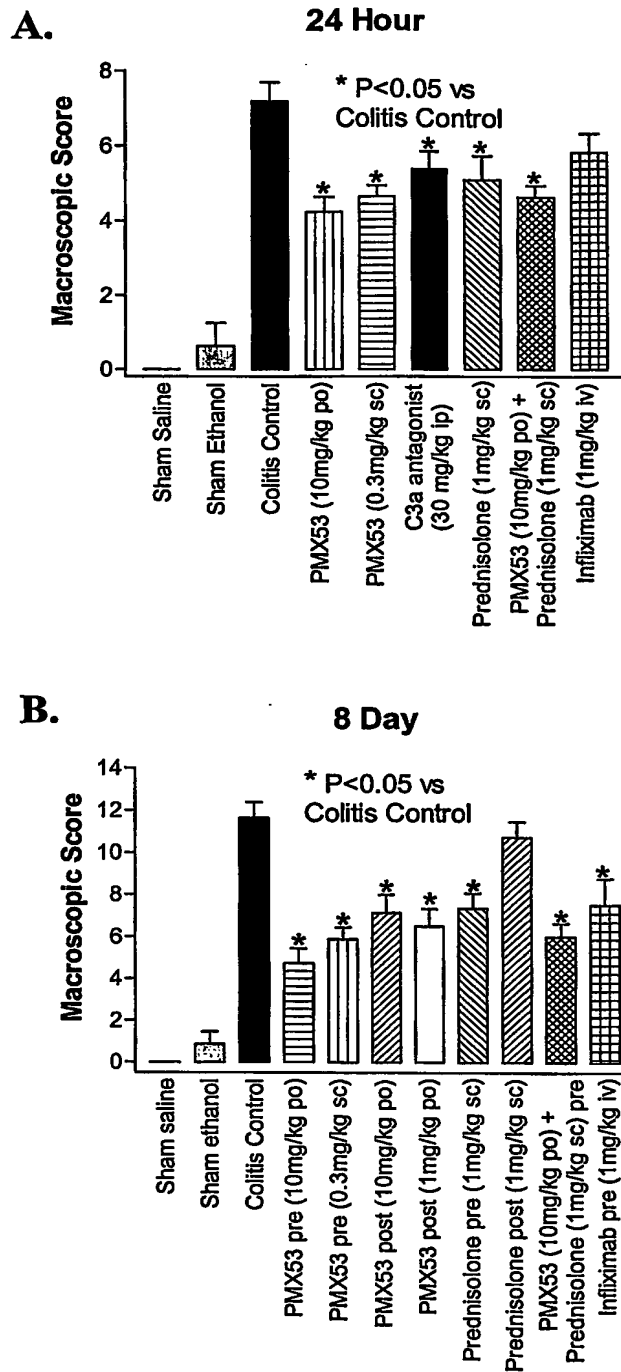 A.
24 Hour
* P<0.05 vs
Colitis Control
Macroscopic Score
8
6
4
2
0
*
*
*
*
*
Sham Saline
Sham Ethanol
Colitis Control
PMX53 (10mg/kg po)
PMX53 (0.3mg/kg sc)
C3a antagonist
(30 mg/kg ip)
Prednisolone (1mg/kg sc)
PMX53 (10mg/kg po) +
Prednisolone (1mg/kg sc)
Infliximab (1mg/kg iv)
B.
8 Day
* P<0.05 vs
Colitis Control
Macroscopic Score
14
12
10
8
6
4
2
0
*
*
*
*
*
*
*
Sham saline
Sham ethanol
Colitis Control
PMX53 pre (10mg/kg po)
PMX53 pre (0.3mg/kg sc)
PMX53 post (10mg/kg po)
PMX53 post (1mg/kg po)
Prednisolone pre (1mg/kg sc)
Prednisolone post (1mg/kg sc)
PMX53 (10mg/kg po) +
Prednisolone (1mg/kg sc) pre
Infliximab pre (1mg/kg iv)